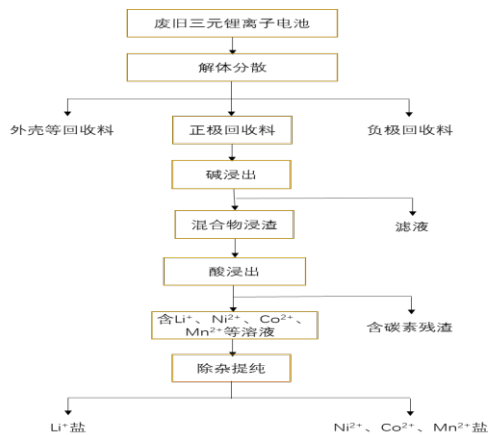 废旧三元锂离子电池
解体分散
外壳等回收料
正极回收料
负极回收料
碱浸出
混合物浸渣
滤液
酸浸出
含Li⁺、Ni²⁺、Co²⁺、
Mn²⁺等溶液
含碳素残渣
除杂提纯
Li⁺盐
Ni²⁺、Co²⁺、Mn²⁺盐